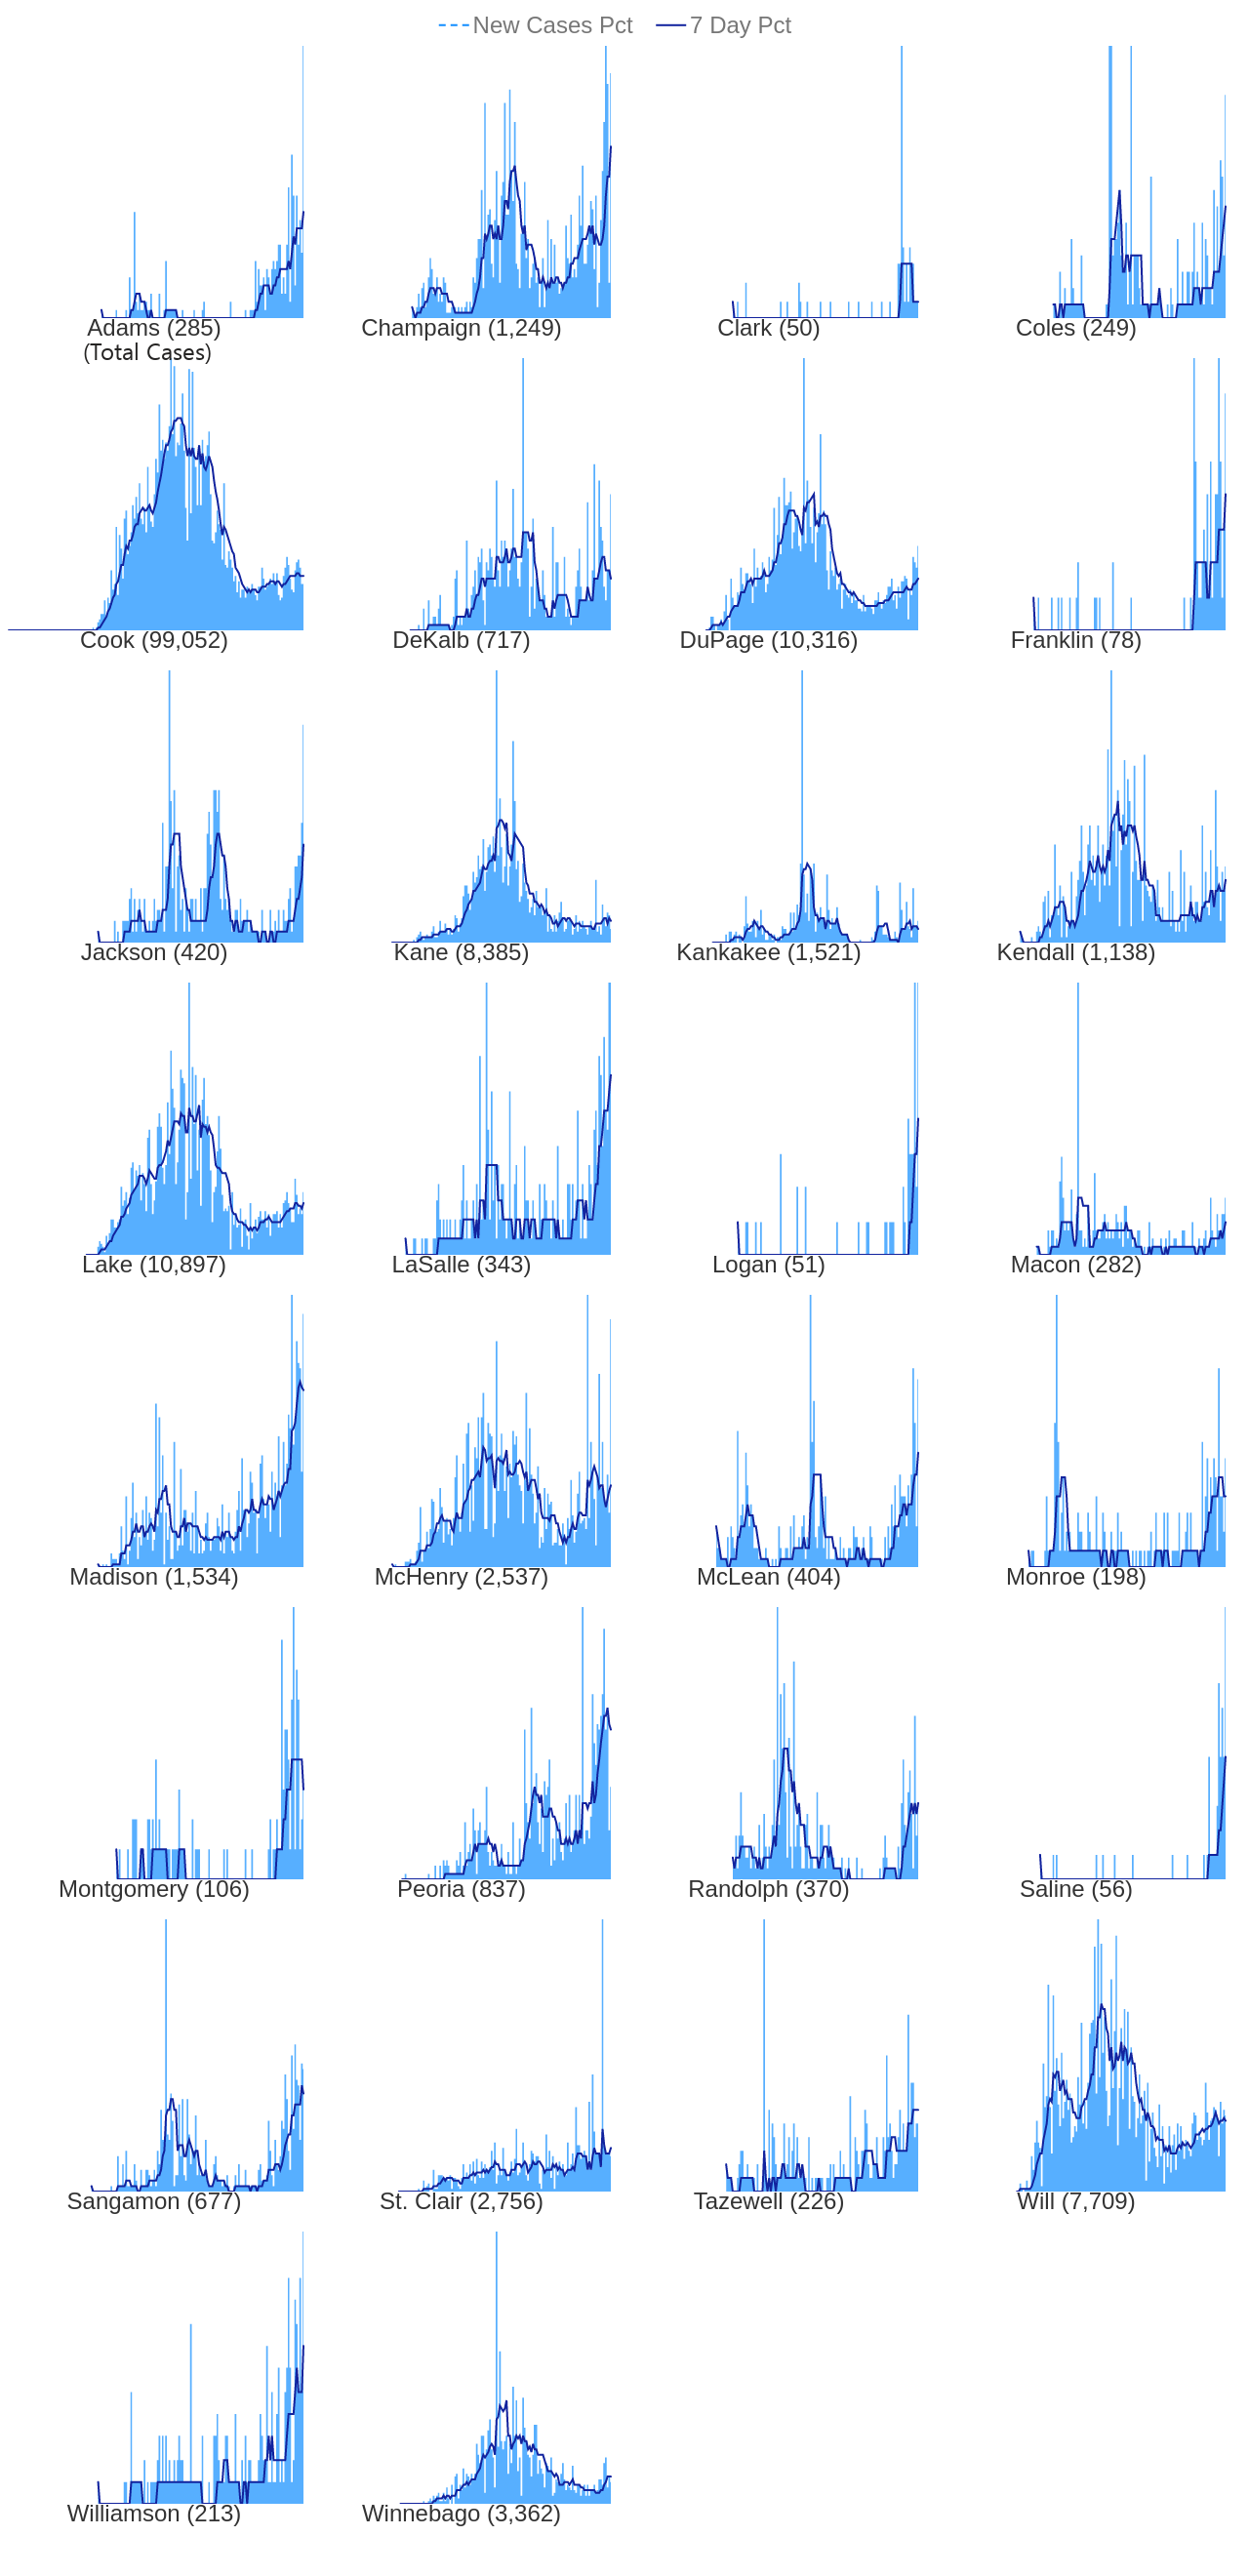 New Cases Pct 7 Day Pct
Adams (285) Champaign (1,249) Clark (50) Coles (249)
(Total Cases)
Cook (99,052) DeKalb (717) DuPage (10,316) Franklin (78)
Jackson (420) Kane (8,385) Kankakee (1,521) Kendall (1,138)
Lake (10,897) LaSalle (343) Logan (51) Macon (282)
Madison (1,534) McHenry (2,537) McLean (404) Monroe (198)
Montgomery (106) Peoria (837) Randolph (370) Saline (56)
Sangamon (677) St. Clair (2,756) Tazewell (226) Will (7,709)
Williamson (213) Winnebago (3,362)